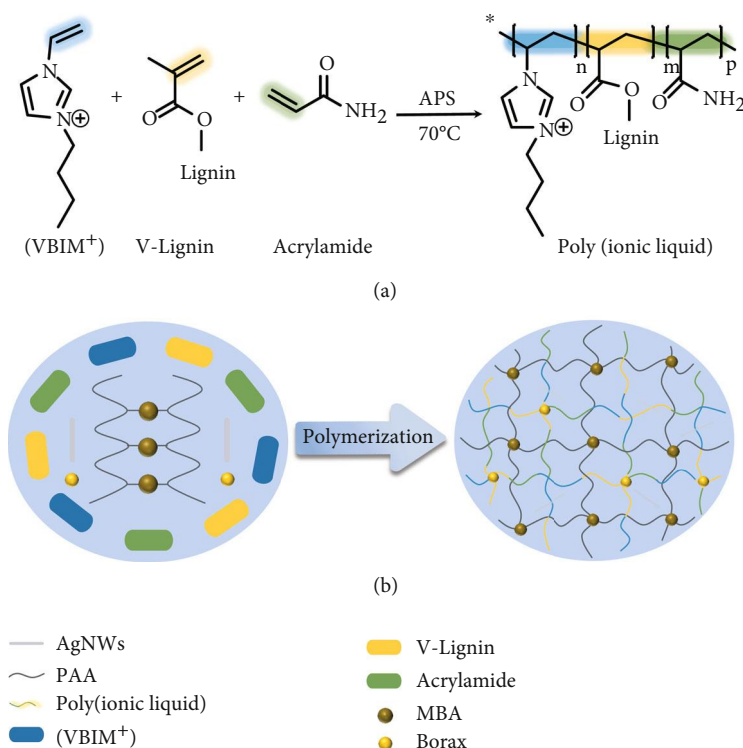 *
n
m
p
N
N
⊕
+
O
O
Lignin
+
O
NH2
APS
70°C
N
N
⊕
O
O
Lignin
O
NH2
(VBIM+)
V-Lignin
Acrylamide
Poly (ionic liquid)
(a)
Polymerization
(b)
AgNWs
PAA
Poly(ionic liquid)
(VBIM+)
V-Lignin
Acrylamide
MBA
Borax